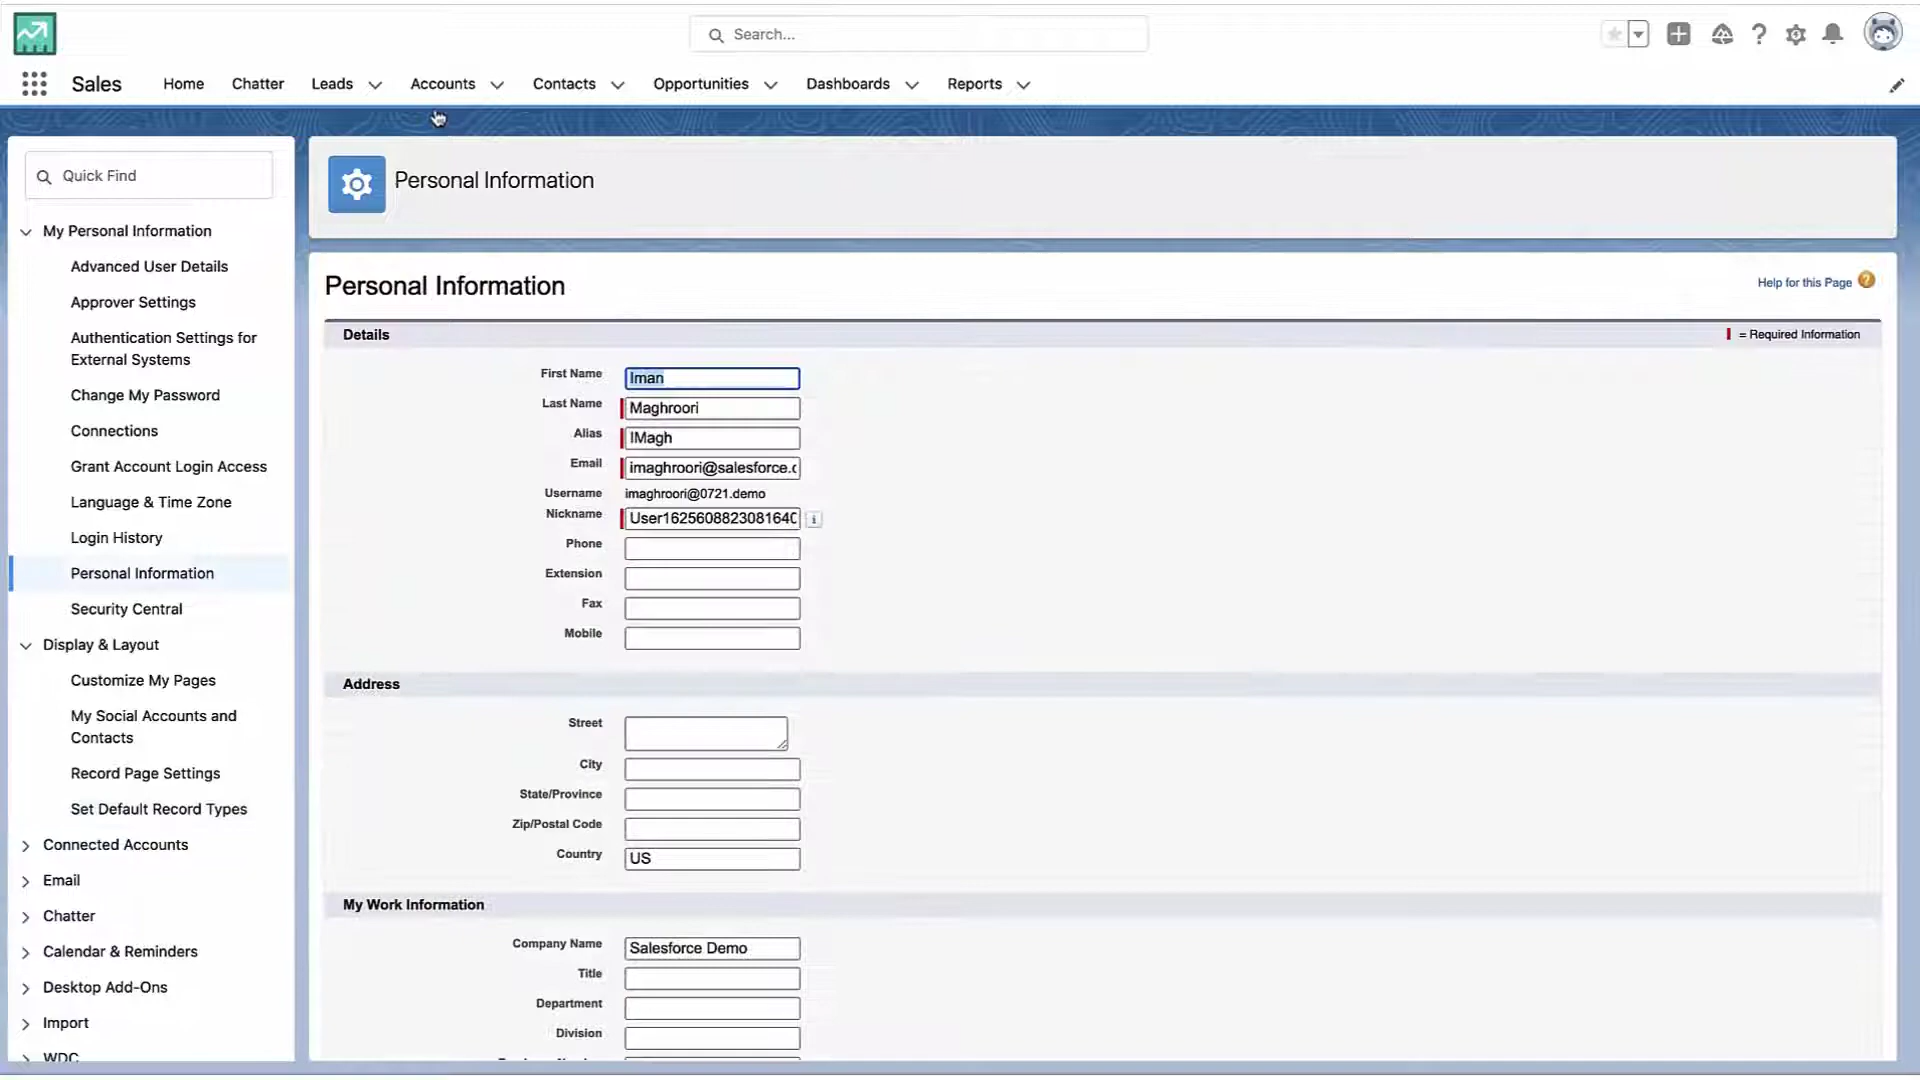 Search...
Sales
Home
Chatter
Leads
Accounts
Contacts
Opportunities
Dashboards
Reports
Quick Find
My Personal Information
Advanced User Details
Approver Settings
Authentication Settings for
External Systems
Change My Password
Connections
Grant Account Login Access
Language & Time Zone
Login History
Personal Information
Security Central
Display & Layout
Customize My Pages
My Social Accounts and
Contacts
Record Page Settings
Set Default Record Types
Connected Accounts
Email
Chatter
Calendar & Reminders
Desktop Add-Ons
Import
WDC
Personal Information
Personal Information
Help for this Page
Details
= Required Information
First Name Iman
Last Name Maghroori
Alias IMagh
Email imaghroori@salesforce.c
Username imaghroori@0721.demo
Nickname User1625608823081640
Phone
Extension
Fax
Mobile
Address
Street
City
State/Province
Zip/Postal Code
Country US
My Work Information
Company Name Salesforce Demo
Title
Department
Division